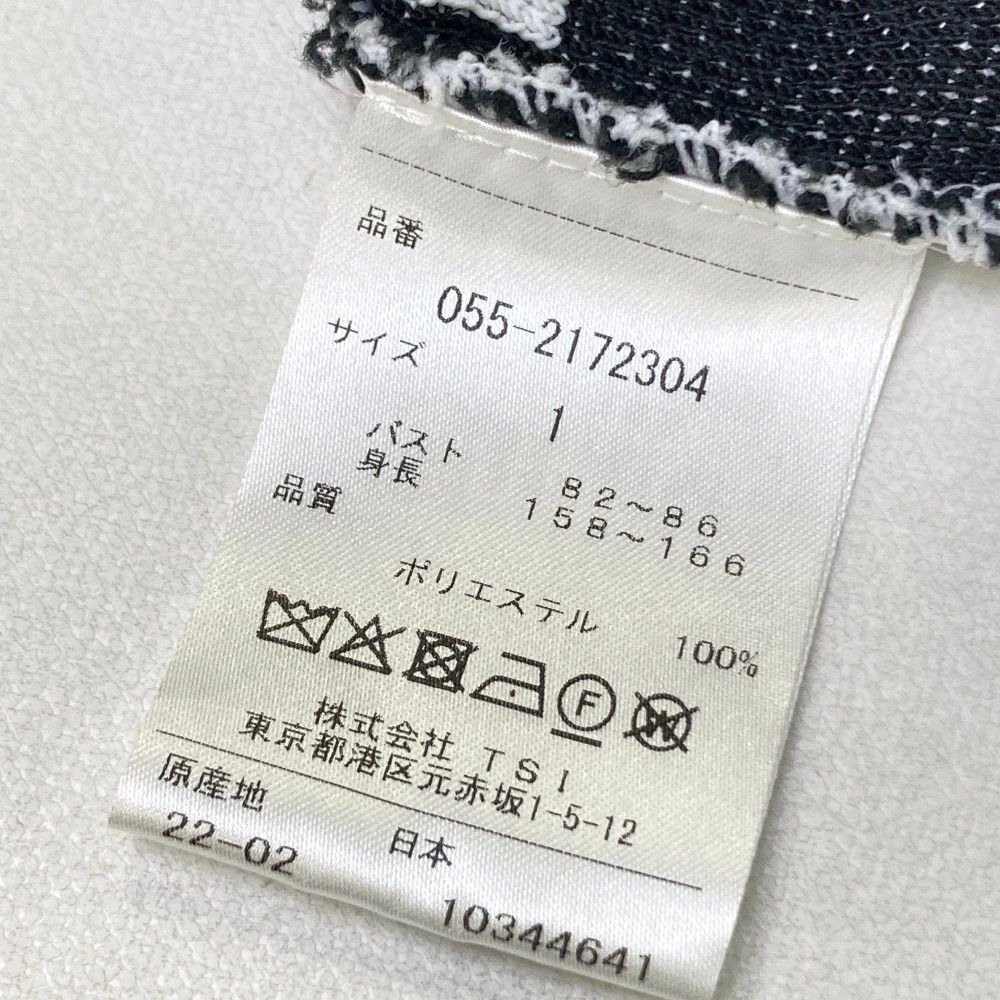 品番
055-2172304
サイズ
1
バスト 82~86
身長 158~166
品質
ポリエステル 100%
F
W
株式会社 TSI
東京都港区元赤坂1-5-12
原産地 日本
22-02 10344641